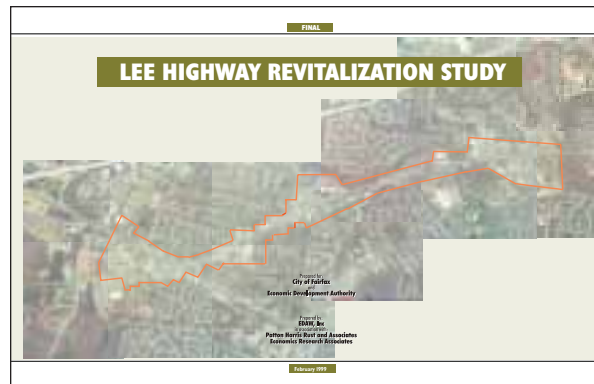 FINAL
LEE HIGHWAY REVITALIZATION STUDY
Prepared for:
City of Fairfax
and
Economic Development Authority
Prepared by:
EDAW, Inc
in association with:
Patton Harris Rust and Associates
Economics Research Associates
February 1999